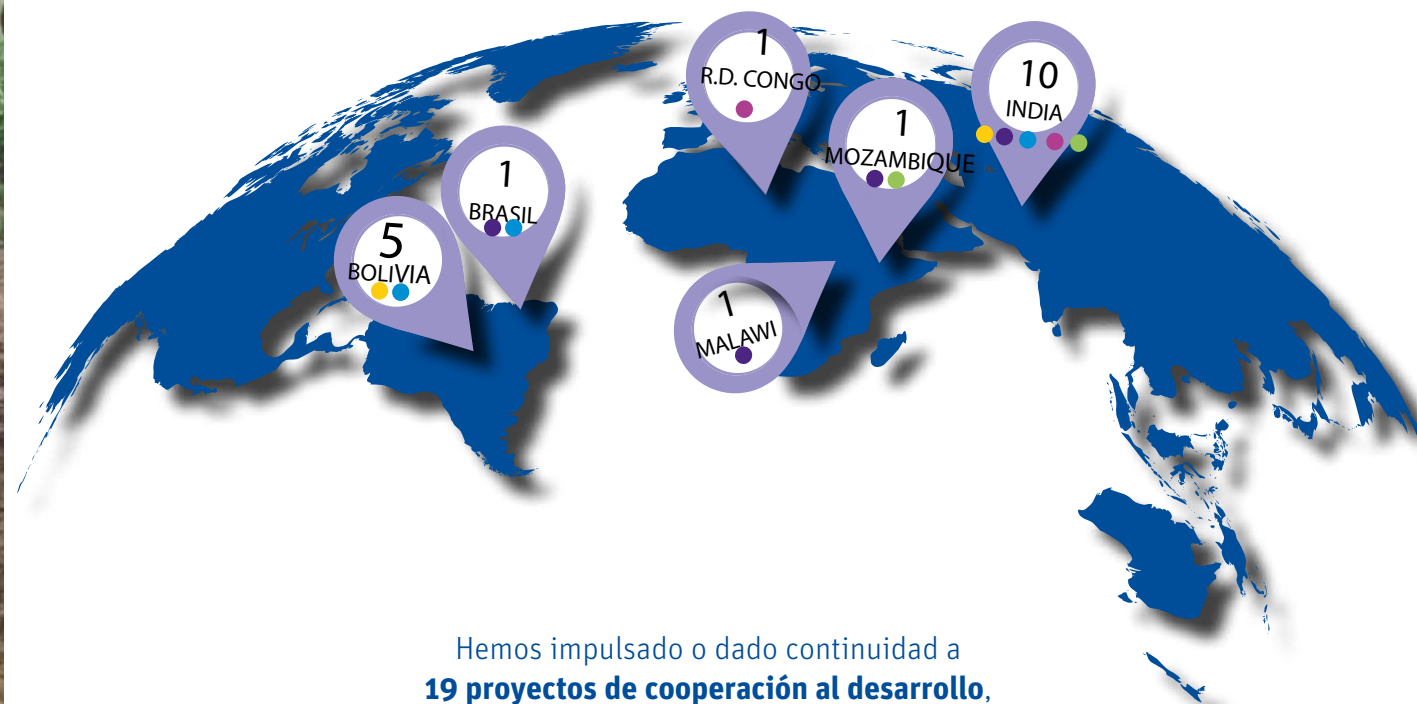 1
R.D. CONGO
10
INDIA
1
MOZAMBIQUE
1
BRASIL
5
BOLIVIA
1
MALAWI
Hemos impulsado o dado continuidad a
19 proyectos de cooperación al desarrollo,